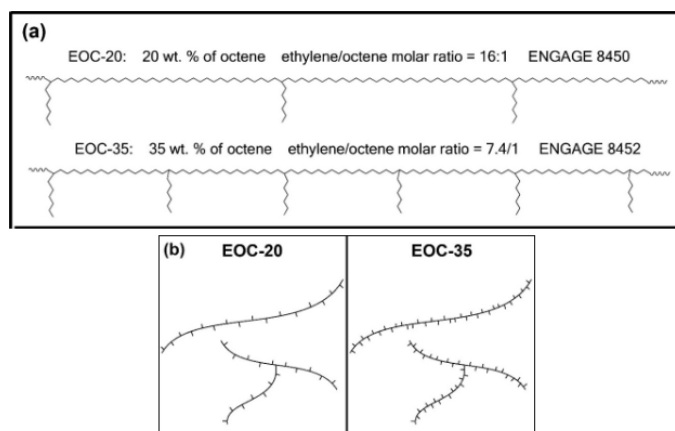 (a)
EOC-20: 20 wt. % of octene ethylene/octene molar ratio = 16:1 ENGAGE 8450
EOC-35: 35 wt. % of octene ethylene/octene molar ratio = 7.4/1 ENGAGE 8452
(b) EOC-20 EOC-35